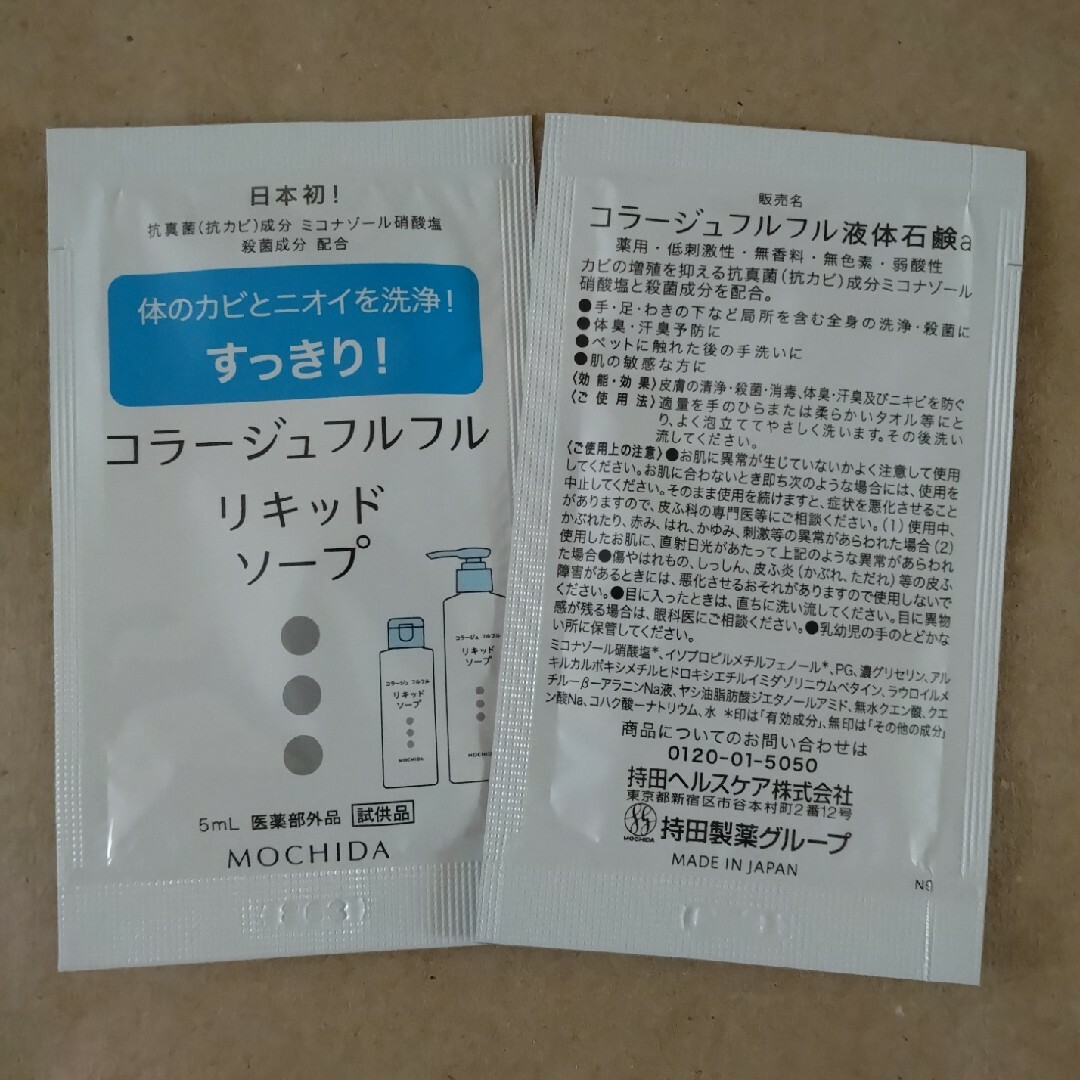 日本初!
抗真菌(抗カビ)成分 ミコナゾール硝酸塩
殺菌成分 配合
体のカビとニオイを洗浄!
すっきり!
コラージュフルフル
リキッド
ソープ
コラージュ フルフル
リキッド
ソープ
MOCHIDA
コラージュ フルフル
リキッド
ソープ
MOCHIDA
5mL 医薬部外品 試供品
MOCHIDA
販売名
コラージュフルフル液体石鹸a
薬用・低刺激性・無香料・無色素・弱酸性
カビの増殖を抑える抗真菌(抗カビ)成分ミコナゾール
硝酸塩と殺菌成分を配合。
●手・足・わきの下など局所を含む全身の洗浄・殺菌に
●体臭・汗臭予防に
●ペットに触れた後の手洗いに
●肌の敏感な方に
〈効能・効果〉皮膚の清浄・殺菌・消毒、体臭・汗臭及びニキビを防ぐ
〈ご使用法〉適量を手のひらまたは柔らかいタオル等にと
り、よく泡立ててやさしく洗います。その後洗い
流してください。
〈ご使用上の注意〉●お肌に異常が生じていないかよく注意して使用
してください。お肌に合わないとき即ち次のような場合には、使用を
中止してください。そのまま使用を続けますと、症状を悪化させること
がありますので、皮ふ科の専門医等にご相談ください。(1)使用中、
かぶれたり、赤み、はれ、かゆみ、刺激等の異常があらわれた場合(2)
使用したお肌に、直射日光があたって上記のような異常があらわれ
た場合●傷やはれもの、しっしん、皮ふ炎(かぶれ、ただれ)等の皮ふ
障害があるときには、悪化させるおそれがありますので使用しないで
ください。●目に入ったときは、直ちに洗い流してください。目に異物
感が残る場合は、眼科医にご相談ください。●乳幼児の手のとどかな
い所に保管してください。
ミコナゾール硝酸塩*、イソプロピルメチルフェノール*、PG、濃グリセリン、アル
キルカルボキシメチルヒドロキシエチルイミダゾリニウムベタイン、ラウロイルメ
チル-β-アラニンNa液、ヤシ油脂肪酸ジエタノールアミド、無水クエン酸、クエ
ン酸Na、コハク酸一ナトリウム、水 *印は「有効成分」、無印は「その他の成分」
商品についてのお問い合わせは
0120-01-5050
持田ヘルスケア株式会社
東京都新宿区市谷本村町2番12号
MOCHIDA 持田製薬グループ
MADE IN JAPAN